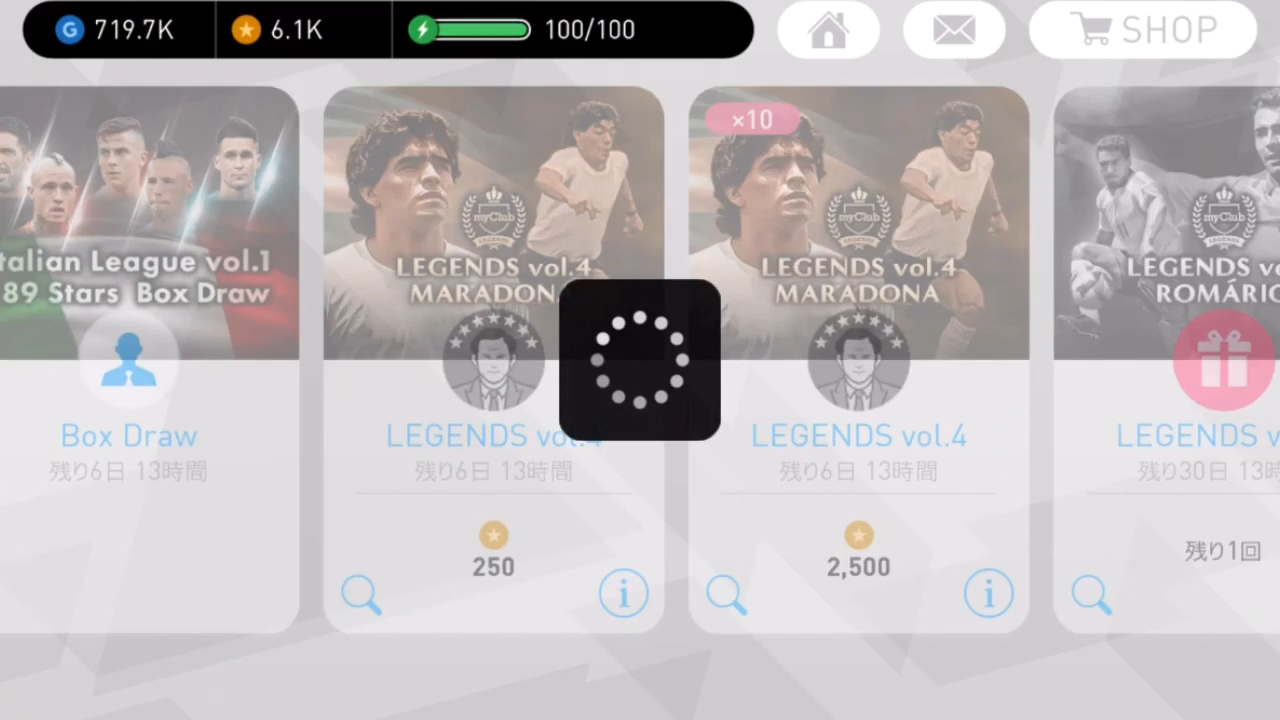 G 719.7K
6.1K
100/100
SHOP
talian League vol.1
89 Stars Box Draw
Box Draw
残り6日 13時間
myClub
LEGENDS
LEGENDS vol.4
MARADON
LEGENDS vol.4
残り6日 13時間
250
i
×10
myClub
LEGENDS
LEGENDS vol.4
MARADONA
LEGENDS vol.4
残り6日 13時間
2,500
i
myClub
LEGENDS
LEGENDS vo
ROMÁRIO
LEGENDS v
残り30日 13時
残り1回